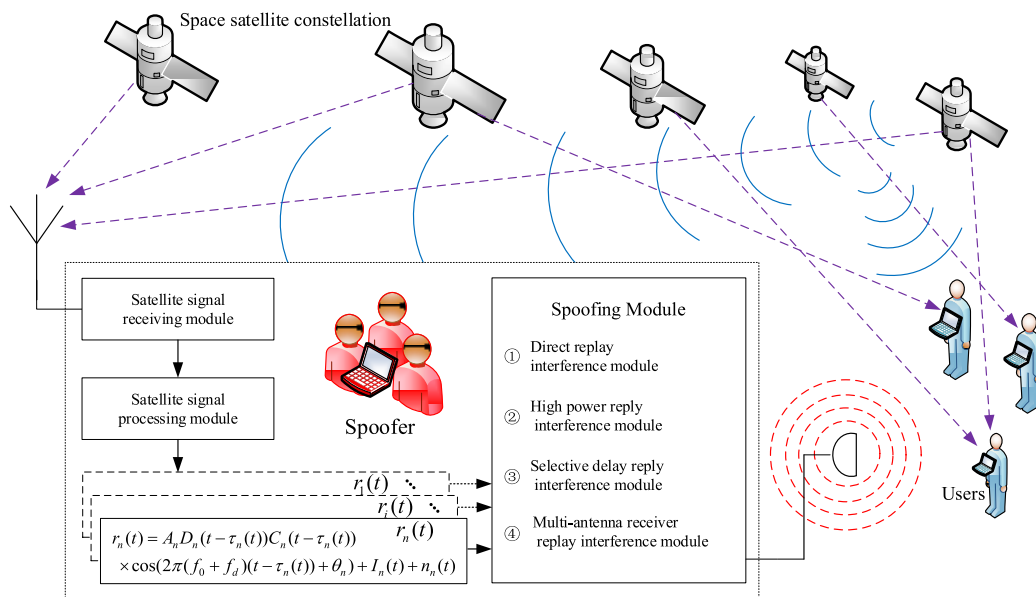 Space satellite constellation
Satellite signal
receiving module
Satellite signal
processing module
Spoofer
r₁(t) ⋱
rᵢ(t) ⋱
rₙ(t)
rₙ(t) = AₙDₙ(t − τₙ(t))Cₙ(t − τₙ(t))
× cos(2π(f₀ + f_d)(t − τₙ(t)) + θₙ) + Iₙ(t) + nₙ(t)
Spoofing Module
① Direct replay
interference module
② High power reply
interference module
③ Selective delay reply
interference module
④ Multi-antenna receiver
replay interference module
Users